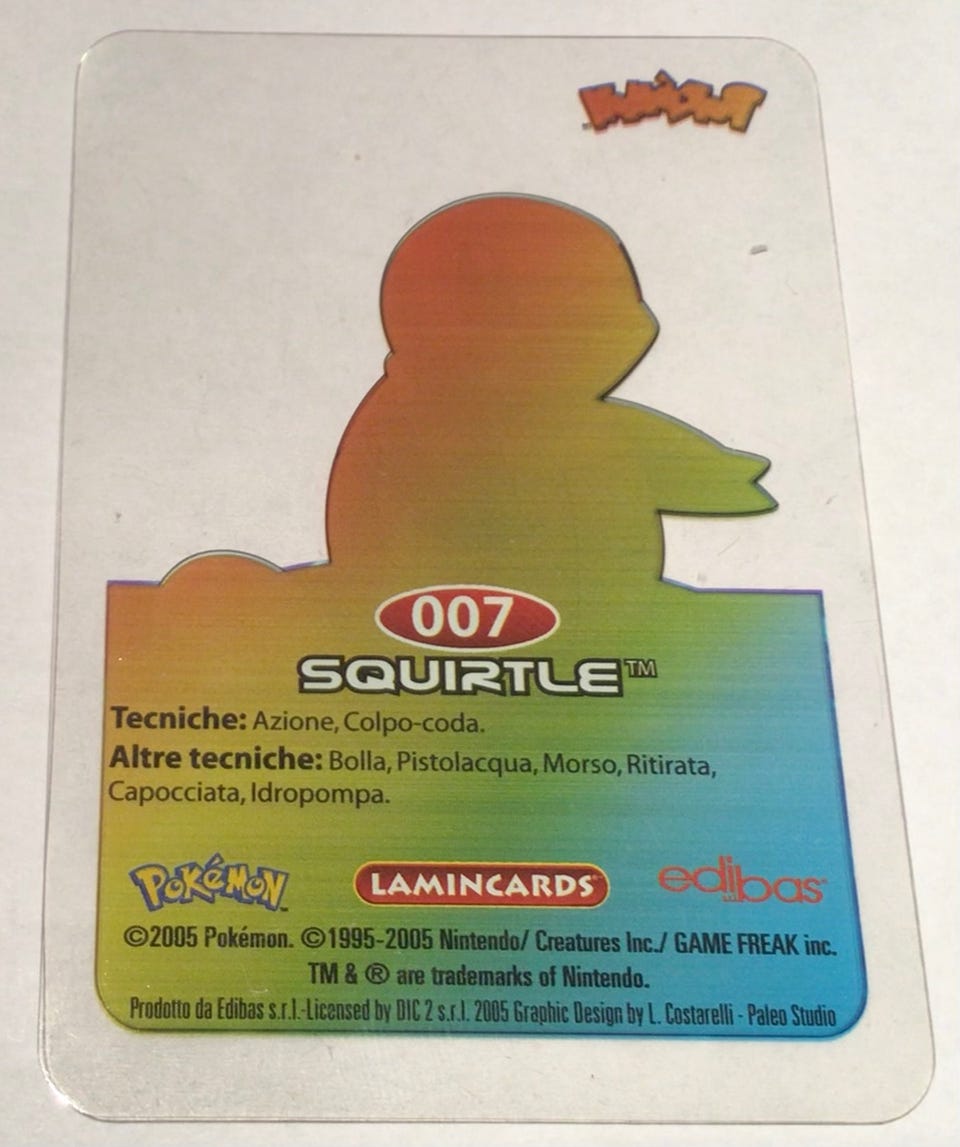 007
SQUIRTLE™
Tecniche: Azione, Colpo-coda.
Altre tecniche: Bolla, Pistolacqua, Morso, Ritirata,
Capocciata, Idropompa.
POKéMON™ LAMINCARDS® edibas
©2005 Pokémon. ©1995-2005 Nintendo/ Creatures Inc./ GAME FREAK inc.
TM & ® are trademarks of Nintendo.
Prodotto da Edibas s.r.l.-Licensed by DIC 2 s.r.l. 2005 Graphic Design by L. Costarelli - Paleo Studio